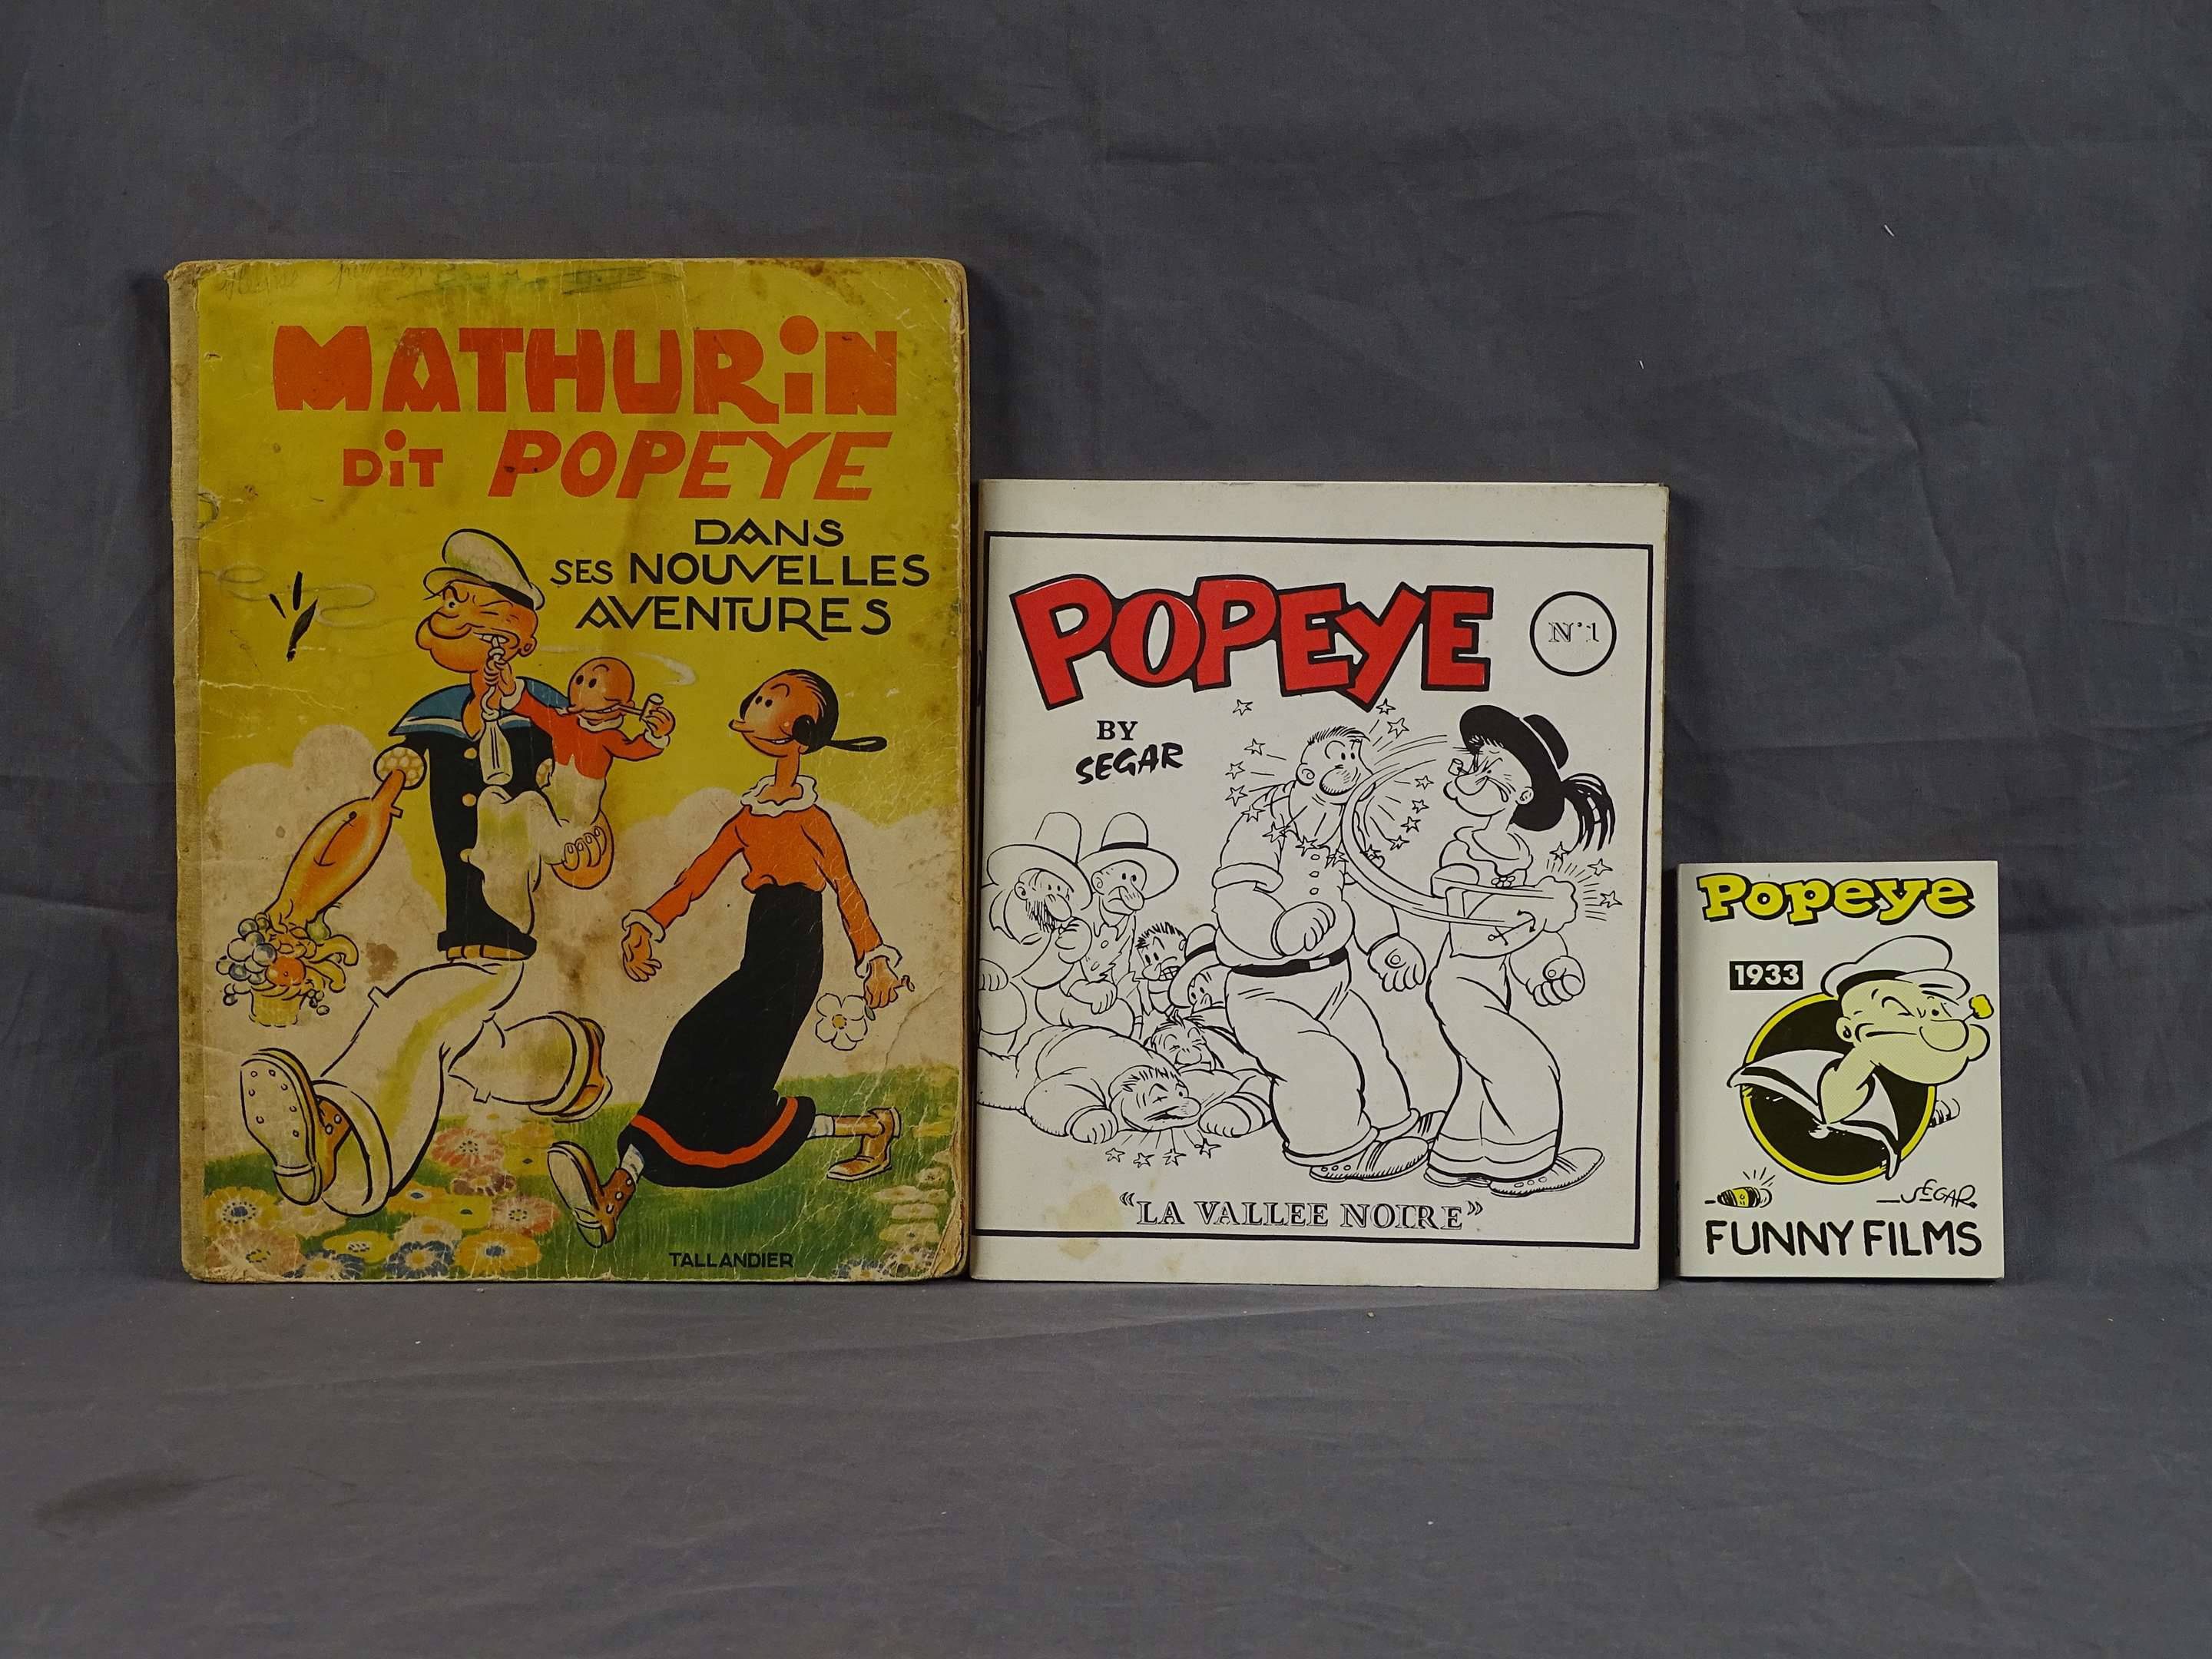 MATHURiN
DiT POPEYE
DANS
SES NOUVELLES
AVENTURES
TALLANDIER
POPEYE
N°1
BY
SEGAR
"LA VALLEE NOIRE"
Popeye
1933
SEGAR
FUNNY FILMS